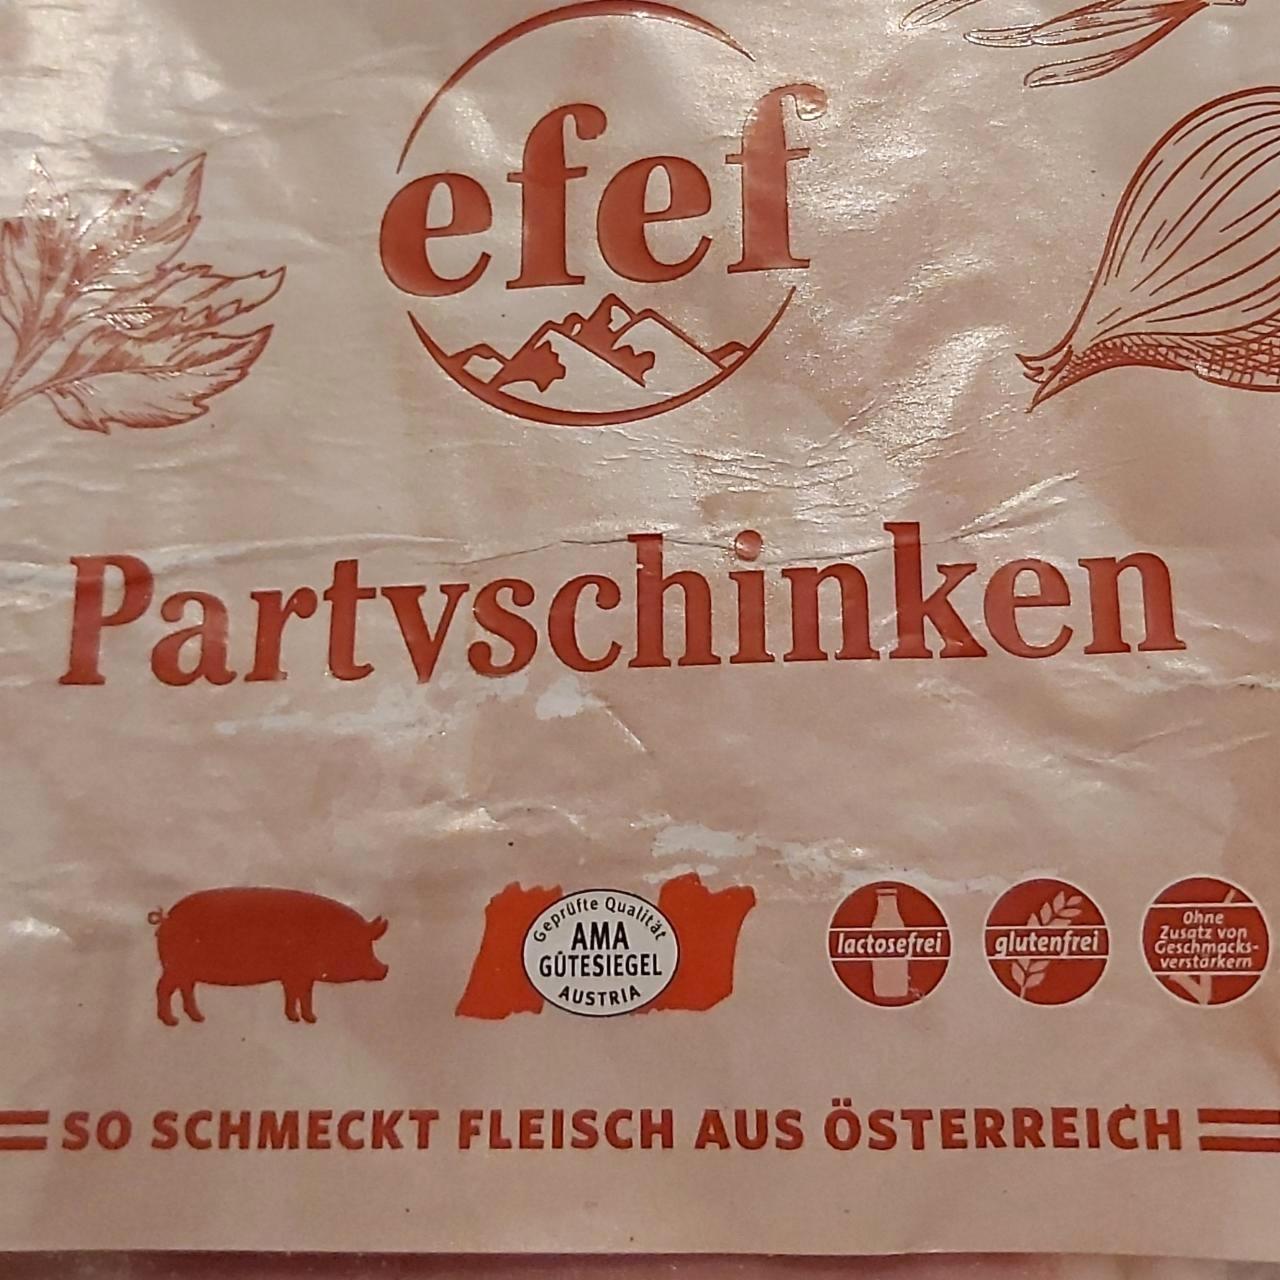 efef
Partyschinken
Geprüfte Qualität
AMA
GÜTESIEGEL
AUSTRIA
lactosefrei
glutenfrei
Ohne
Zusatz von
Geschmacks-
verstärkern
SO SCHMECKT FLEISCH AUS ÖSTERREICH